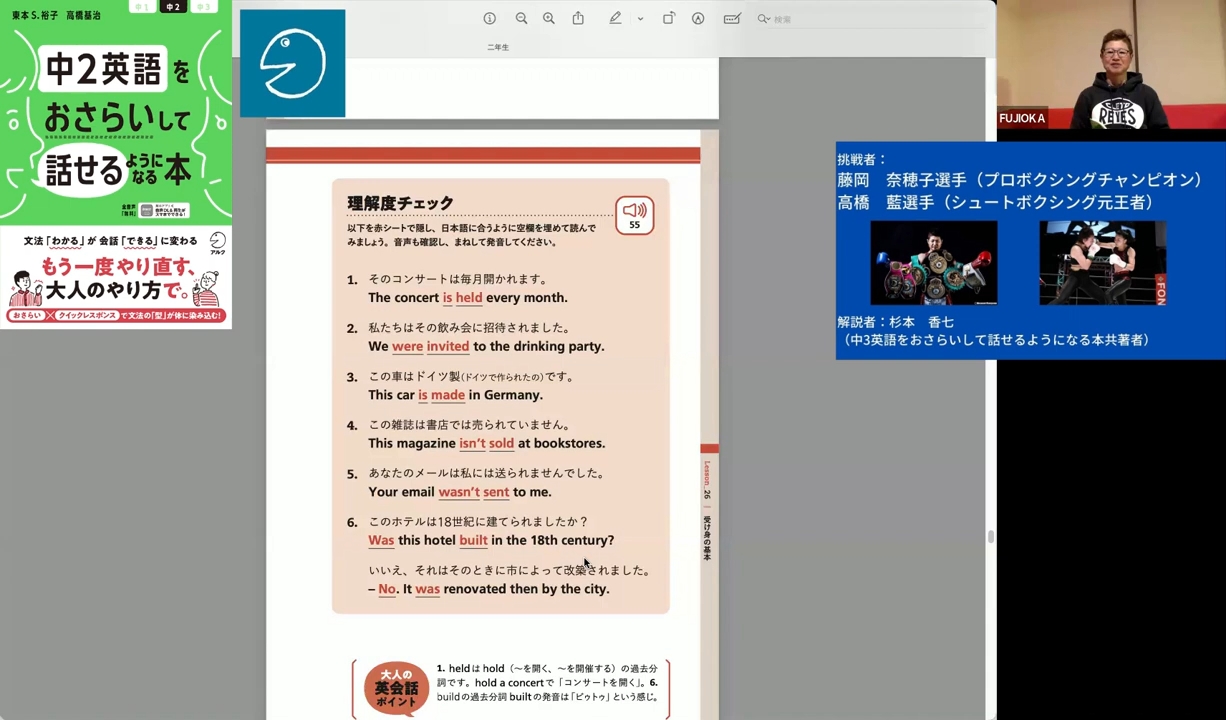 東本S.裕子 高橋基治
中1 中2 中3
中2英語を
おさらいして
話せるようになる本
文法「わかる」が 会話「できる」に変わる
アルク
もう一度やり直す、
大人のやり方で。
おさらい×クイックレスポンスで文法の「型」が体に染み込む!
検索
二年生
理解度チェック
55
以下を赤シートで隠し、日本語に合うように空欄を埋めて読んで
みましょう。音声も確認し、まねして発音してください。
1. そのコンサートは毎月開かれます。
The concert is held every month.
2. 私たちはその飲み会に招待されました。
We were invited to the drinking party.
3. この車はドイツ製(ドイツで作られたの)です。
This car is made in Germany.
4. この雑誌は書店では売られていません。
This magazine isn't sold at bookstores.
5. あなたのメールは私には送られませんでした。
Your email wasn't sent to me.
6. このホテルは18世紀に建てられましたか？
Was this hotel built in the 18th century?
いいえ、それはそのときに市によって改築されました。
– No. It was renovated then by the city.
Lesson_26 | 受け身の基本
大人の
英会話
ポイント
1. heldは hold（〜を開く、〜を開催する）の過去分
詞です。hold a concertで「コンサートを開く」。6.
buildの過去分詞 builtの発音は「ビゥトゥ」という感じ。
FUJIOKA
REYES
挑戦者：
藤岡　奈穂子選手（プロボクシングチャンピオン）
高橋　藍選手（シュートボクシング元王者）
FON
解説者：杉本　香七
（中3英語をおさらいして話せるようになる本共著者）